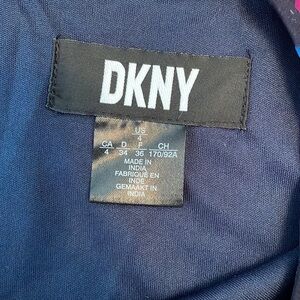 DKNY
US
4
CA D F CH
4 34 36 170/92A
MADE IN
INDIA
FABRIQUE EN
INDE
GEMAAKT IN
INDIA